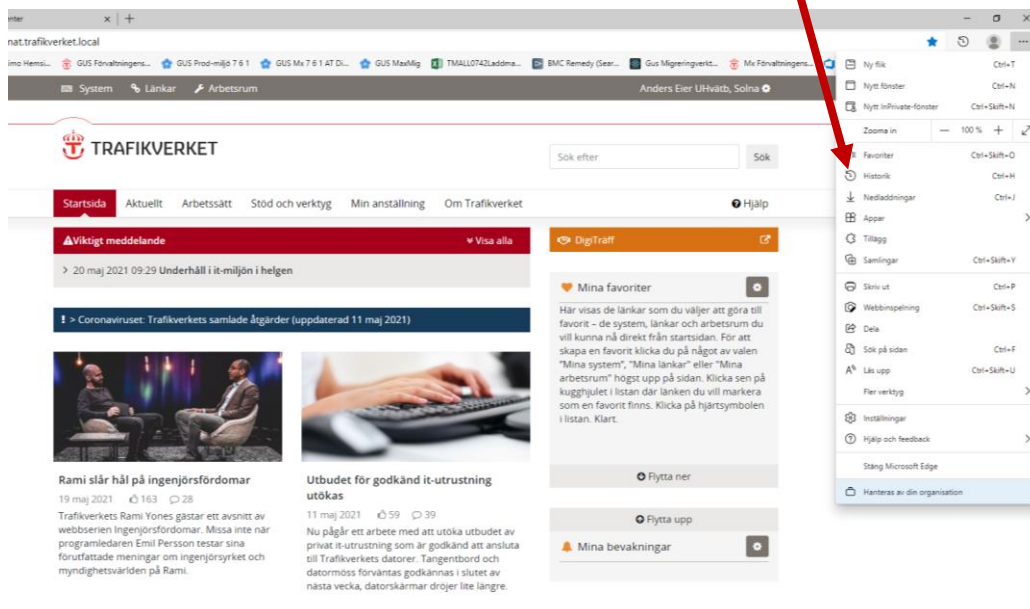 enter
nat.trafikverket.local
imo Hemsi... GUS Förvaltningens... GUS Prod-miljö 7 6 1 GUS Mx 7 6 1 AT Di... GUS MaxMig TMALL0742Laddma... BMC Remedy (Sear... Gus Migreringverkt... Mx Förvaltningens...
System Länkar Arbetsrum Anders Eier UHvätb, Solna
TRAFIKVERKET
Sök efter Sök
Startsida Aktuellt Arbetssätt Stöd och verktyg Min anställning Om Trafikverket Hjälp
Viktigt meddelande Visa alla
> 20 maj 2021 09:29 Underhåll i it-miljön i helgen
! > Coronaviruset: Trafikverkets samlade åtgärder (uppdaterad 11 maj 2021)
Rami slår hål på ingenjörsfördomar
19 maj 2021 163 28
Trafikverkets Rami Yones gästar ett avsnitt av
webbserien Ingenjörsfördomar. Missa inte när
programledaren Emil Persson testar sina
förutfattade meningar om ingenjörsyrket och
myndighetsvärlden på Rami.
Utbudet för godkänd it-utrustning
utökas
11 maj 2021 59 39
Nu pågår ett arbete med att utöka utbudet av
privat it-utrustning som är godkänd att ansluta
till Trafikverkets datorer. Tangentbord och
datormöss förväntas godkännas i slutet av
nästa vecka, datorskärmar dröjer lite längre.
DigiTräff
Mina favoriter
Här visas de länkar som du väljer att göra till
favorit – de system, länkar och arbetsrum du
vill kunna nå direkt från startsidan. För att
skapa en favorit klicka du på något av valen
"Mina system", "Mina länkar" eller "Mina
arbetsrum" högst upp på sidan. Klicka sen på
kugghjulet i listan där länken du vill markera
som en favorit finns. Klicka på hjärtsymbolen
i listan. Klart.
Flytta ner
Flytta upp
Mina bevakningar
Ny flik Ctrl+T
Nytt fönster Ctrl+N
Nytt InPrivate-fönster Ctrl+Skift+N
Zooma in — 100 % +
Favoriter Ctrl+Skift+O
Historik Ctrl+H
Nedladdningar Ctrl+J
Appar
Tillägg
Samlingar Ctrl+Skift+Y
Skriv ut Ctrl+P
Webbinspelning Ctrl+Skift+S
Dela
Sök på sidan Ctrl+F
Läs upp Ctrl+Skift+U
Fler verktyg
Inställningar
Hjälp och feedback
Stäng Microsoft Edge
Hanteras av din organisation